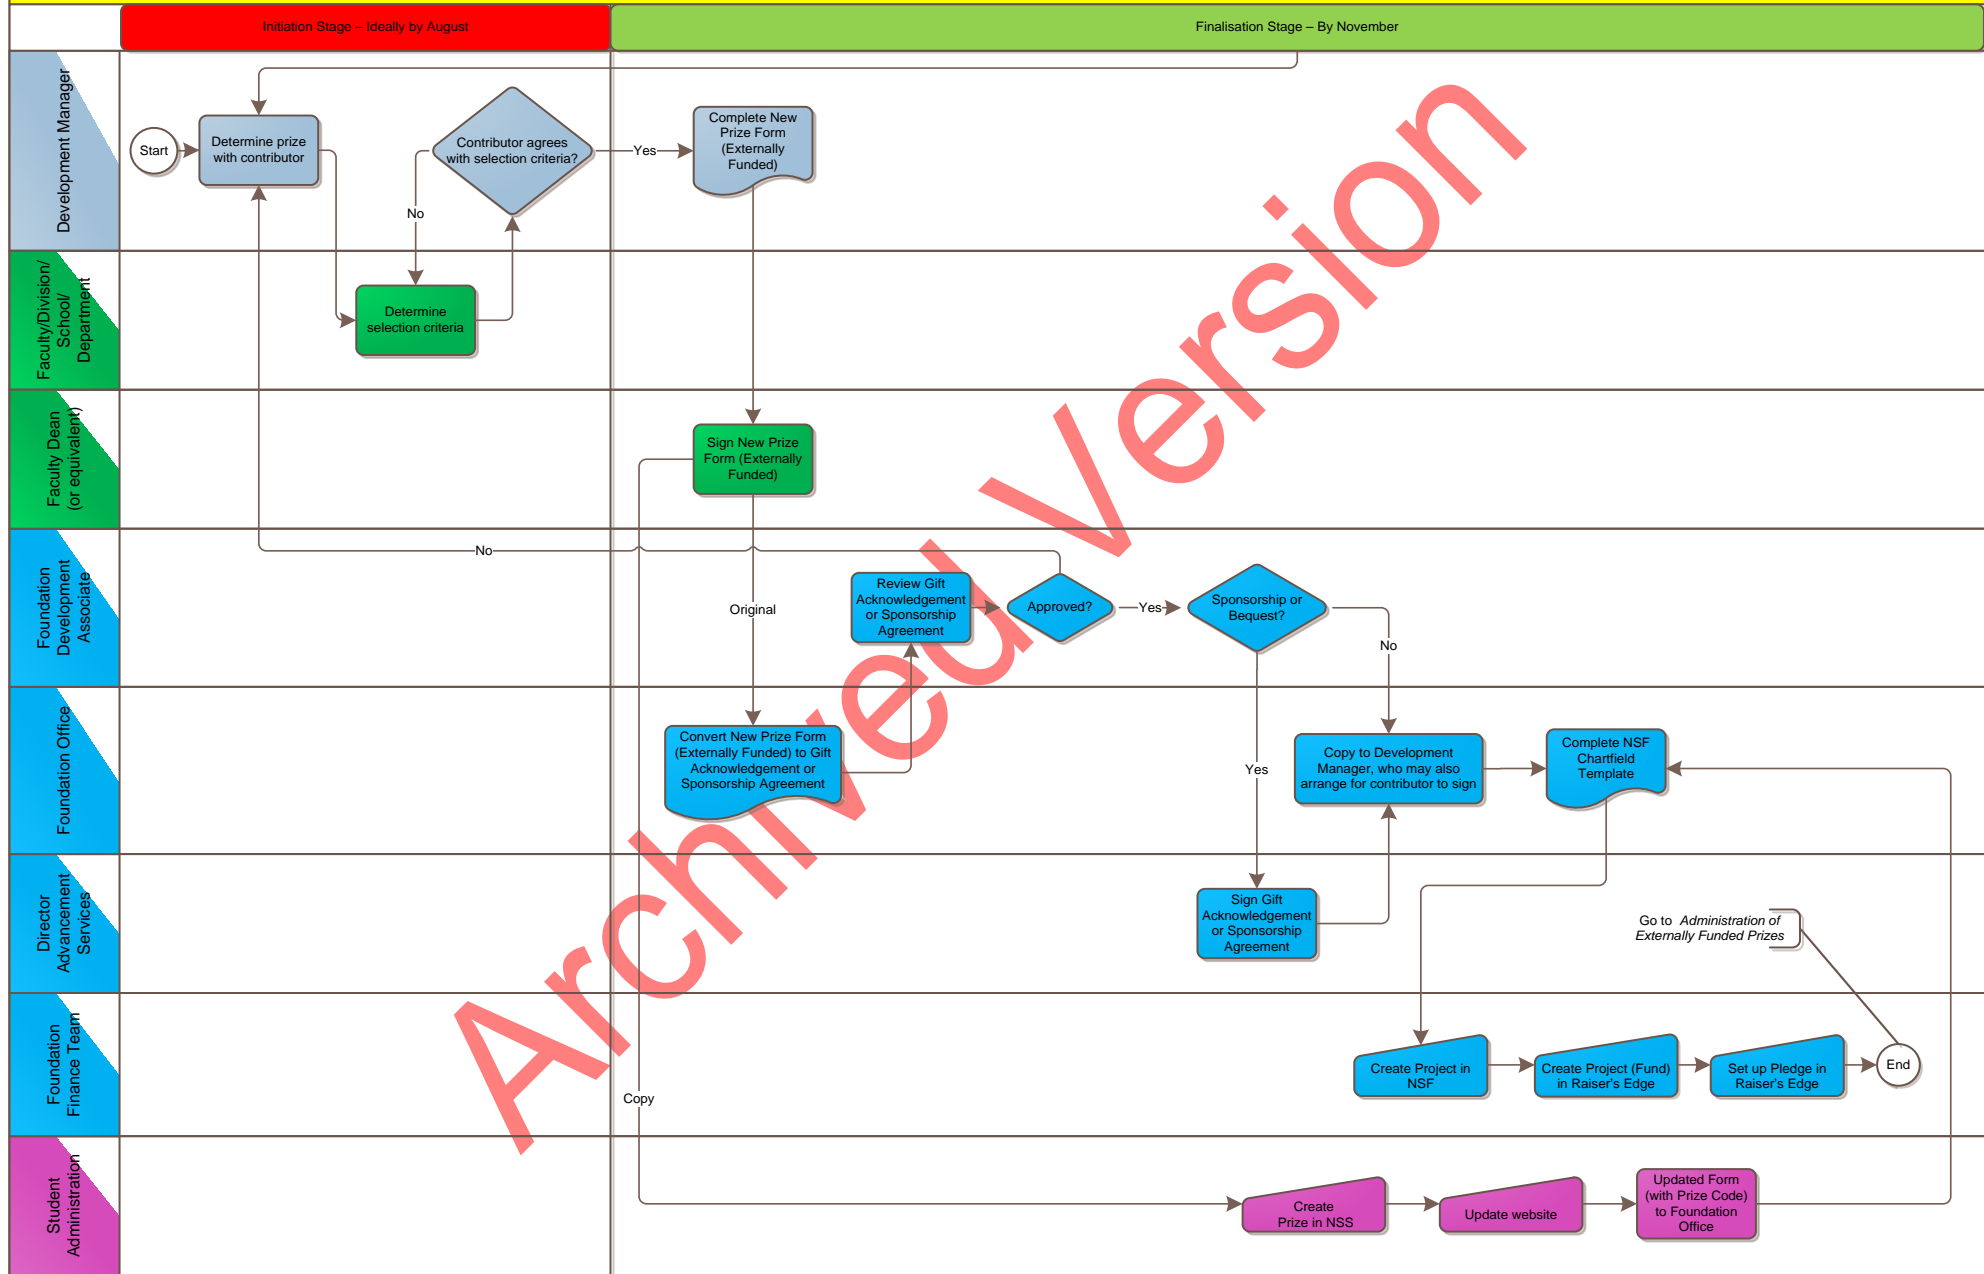 Initiation Stage – Ideally by August
Finalisation Stage – By November
Development Manager
Start
Determine prize
with contributor
Contributor agrees
with selection criteria?
Yes
No
Complete New
Prize Form
(Externally
Funded)
Faculty/Division/
School/
Department
Determine
selection criteria
Faculty Dean
(or equivalent)
Sign New Prize
Form (Externally
Funded)
Foundation
Development
Associate
No
Original
Review Gift
Acknowledgement
or Sponsorship
Agreement
Approved?
Yes
Sponsorship or
Bequest?
No
Yes
Foundation Office
Convert New Prize Form
(Externally Funded) to Gift
Acknowledgement or
Sponsorship Agreement
Copy to Development
Manager, who may also
arrange for contributor to sign
Complete NSF
Chartfield
Template
Director
Advancement
Services
Sign Gift
Acknowledgement
or Sponsorship
Agreement
Go to Administration of
Externally Funded Prizes
Foundation
Finance Team
Create Project in
NSF
Create Project (Fund)
in Raiser's Edge
Set up Pledge in
Raiser's Edge
End
Copy
Student
Administration
Create
Prize in NSS
Update website
Updated Form
(with Prize Code)
to Foundation
Office
Archived Version